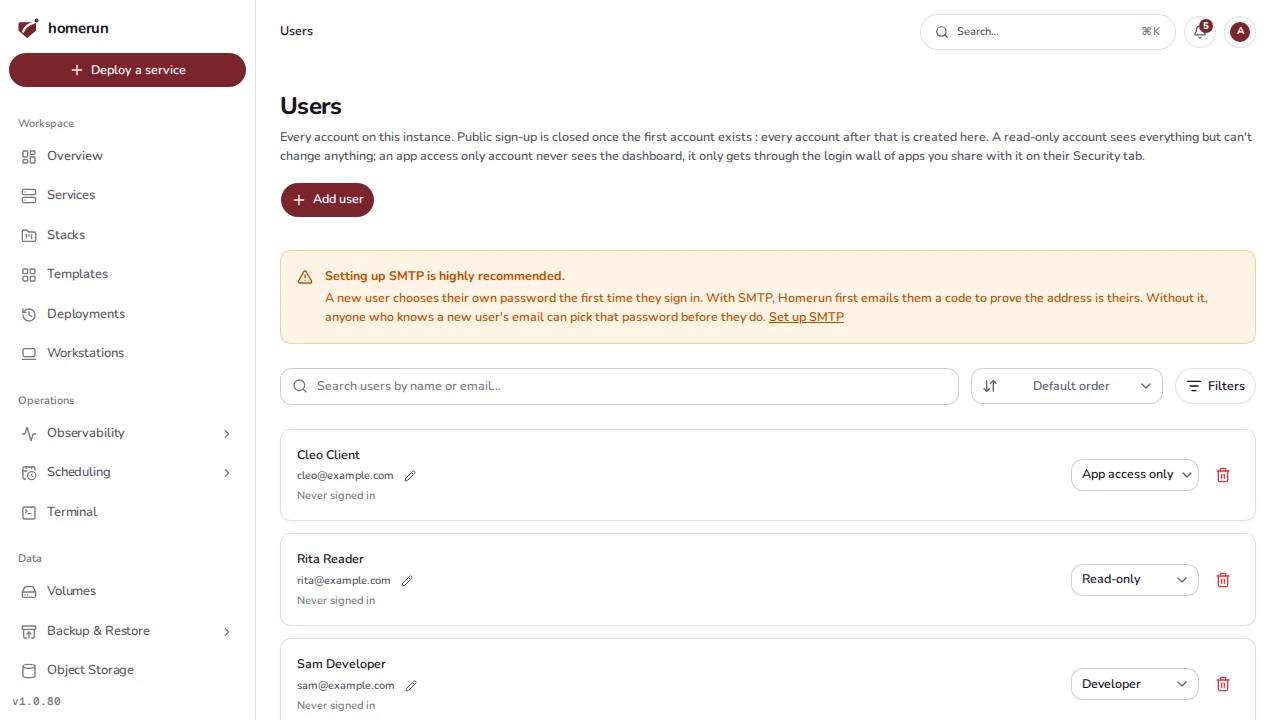 homerun
Deploy a service
Workspace
Overview
Services
Stacks
Templates
Deployments
Workstations
Operations
Observability
Scheduling
Terminal
Data
Volumes
Backup & Restore
Object Storage
v1.0.80
Users
Search...
⌘K
5
A
Users
Every account on this instance. Public sign-up is closed once the first account exists : every account after that is created here. A read-only account sees everything but can't
change anything; an app access only account never sees the dashboard, it only gets through the login wall of apps you share with it on their Security tab.
Add user
Setting up SMTP is highly recommended.
A new user chooses their own password the first time they sign in. With SMTP, Homerun first emails them a code to prove the address is theirs. Without it,
anyone who knows a new user's email can pick that password before they do. Set up SMTP
Search users by name or email...
Default order
Filters
Cleo Client
cleo@example.com
Never signed in
App access only
Rita Reader
rita@example.com
Never signed in
Read-only
Sam Developer
sam@example.com
Never signed in
Developer